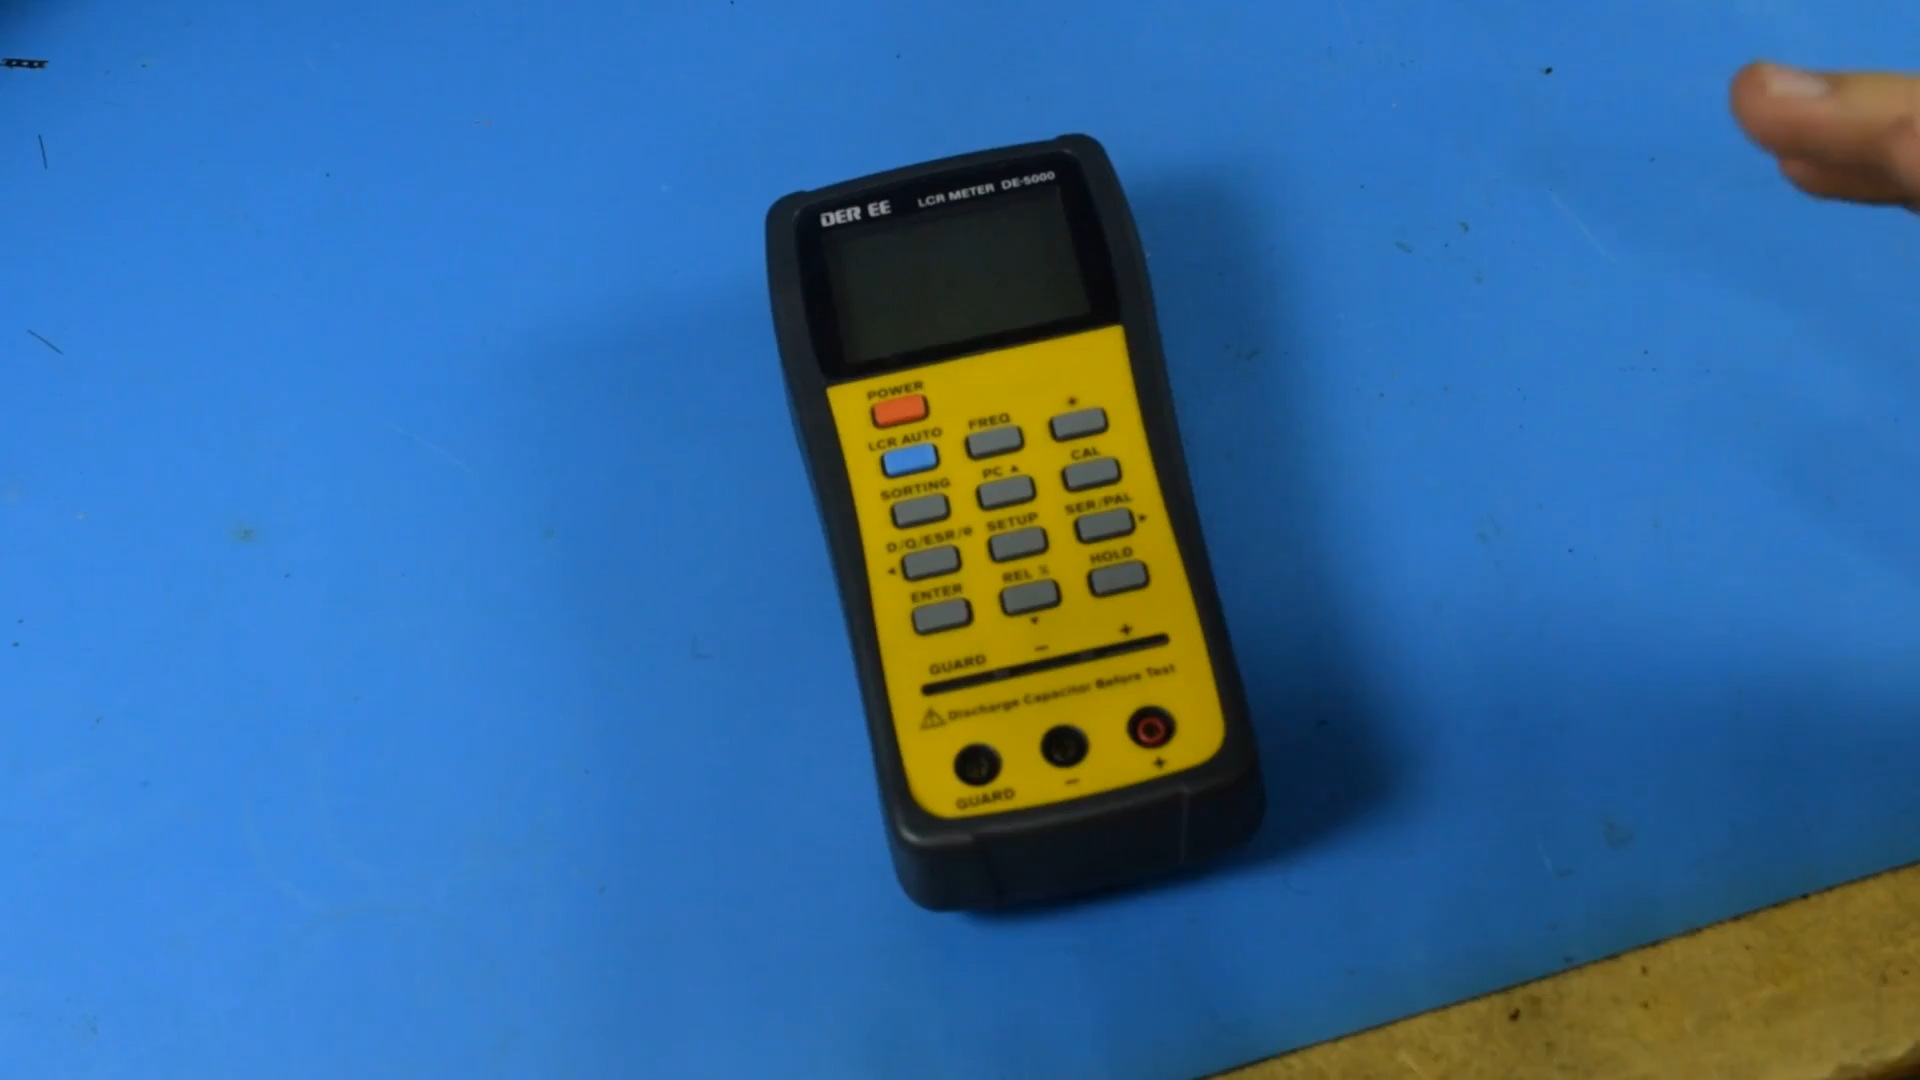 DER EE LCR METER DE-5000
POWER
LCR AUTO FREQ ☀
SORTING PC ▲ CAL
D/Q/ESR/θ SETUP SER/PAL
◄ ►
ENTER REL % HOLD
▼
GUARD − +
⚠ Discharge Capacitor Before Test
GUARD − +